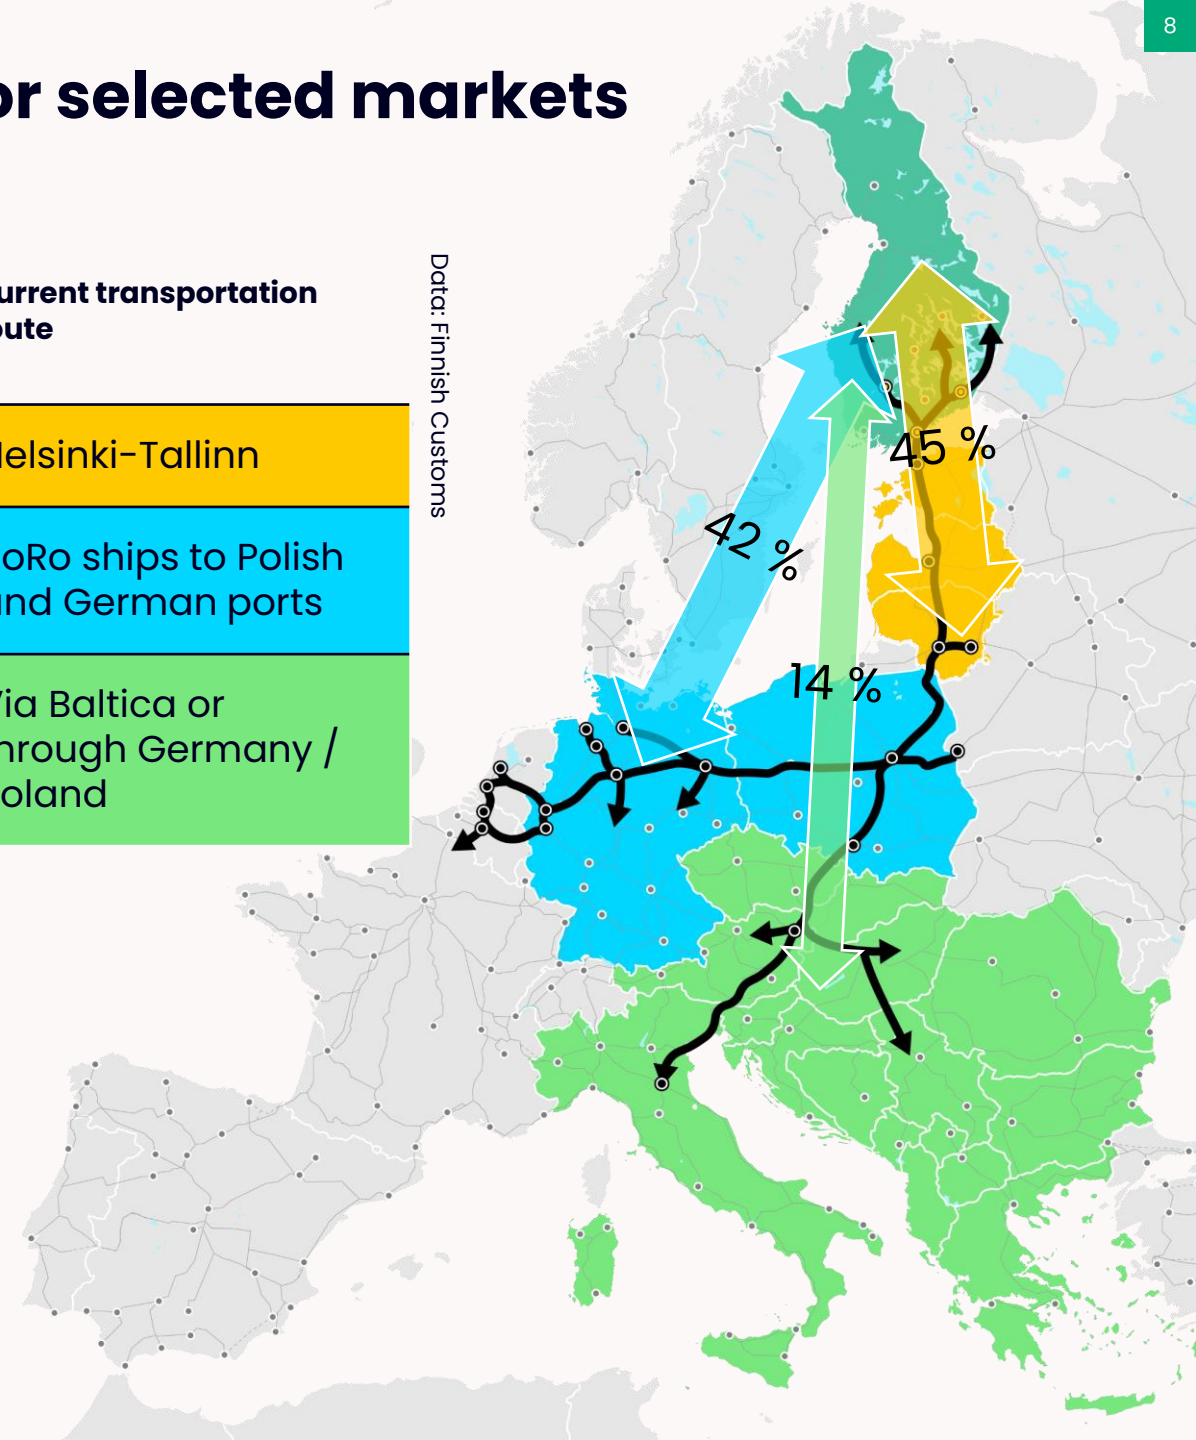 8
or selected markets
urrent transportation
oute
Data: Finnish Customs
elsinki-Tallinn
oRo ships to Polish
nd German ports
ia Baltica or
hrough Germany /
oland
45 %
42 %
14 %